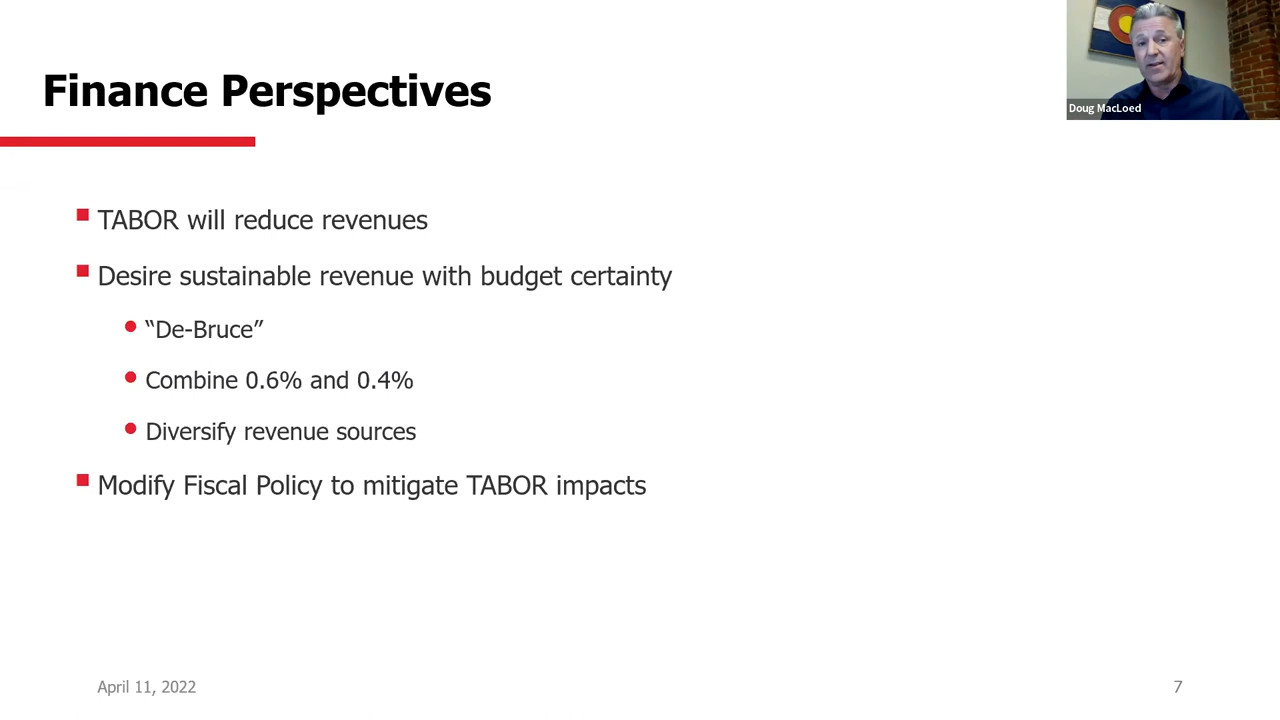 Finance Perspectives
Doug MacLoed
TABOR will reduce revenues
Desire sustainable revenue with budget certainty
“De-Bruce”
Combine 0.6% and 0.4%
Diversify revenue sources
Modify Fiscal Policy to mitigate TABOR impacts
April 11, 2022
7